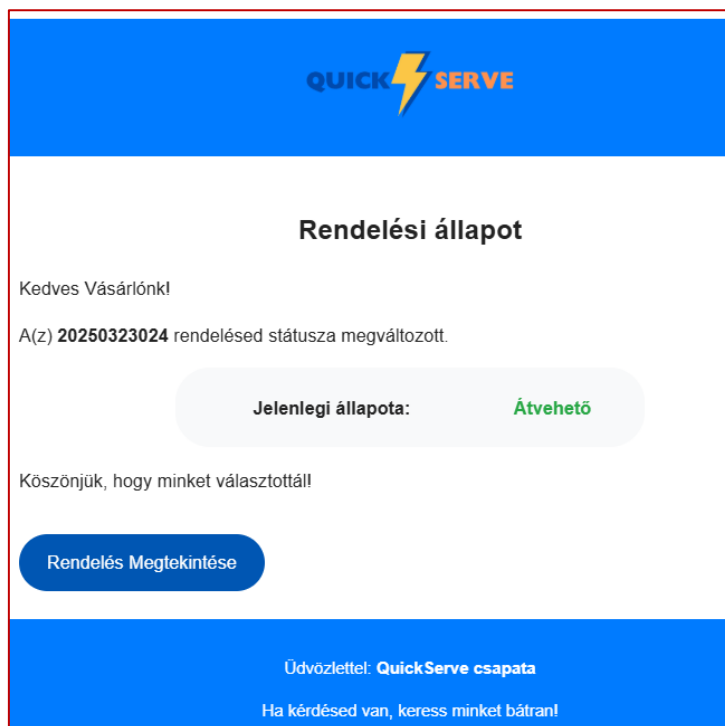 QUICK SERVE
Rendelési állapot
Kedves Vásárlónk!
A(z) 20250323024 rendelésed státusza megváltozott.
Jelenlegi állapota: Átvehető
Köszönjük, hogy minket választottál!
Rendelés Megtekintése
Üdvözlettel: QuickServe csapata
Ha kérdésed van, keress minket bátran!